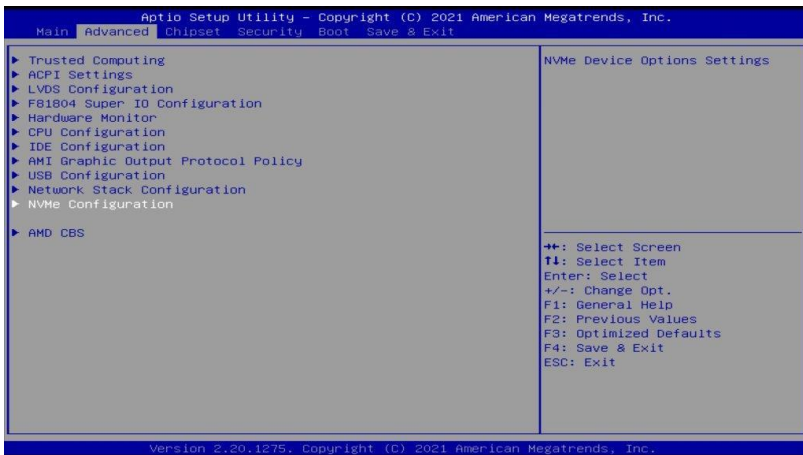 Aptio Setup Utility – Copyright (C) 2021 American Megatrends, Inc.
Main Advanced Chipset Security Boot Save & Exit
Trusted Computing
ACPI Settings
LVDS Configuration
F81804 Super IO Configuration
Hardware Monitor
CPU Configuration
IDE Configuration
AMI Graphic Output Protocol Policy
USB Configuration
Network Stack Configuration
NVMe Configuration
AMD CBS
NVMe Device Options Settings
→←: Select Screen
↑↓: Select Item
Enter: Select
+/-: Change Opt.
F1: General Help
F2: Previous Values
F3: Optimized Defaults
F4: Save & Exit
ESC: Exit
Version 2.20.1275. Copyright (C) 2021 American Megatrends, Inc.